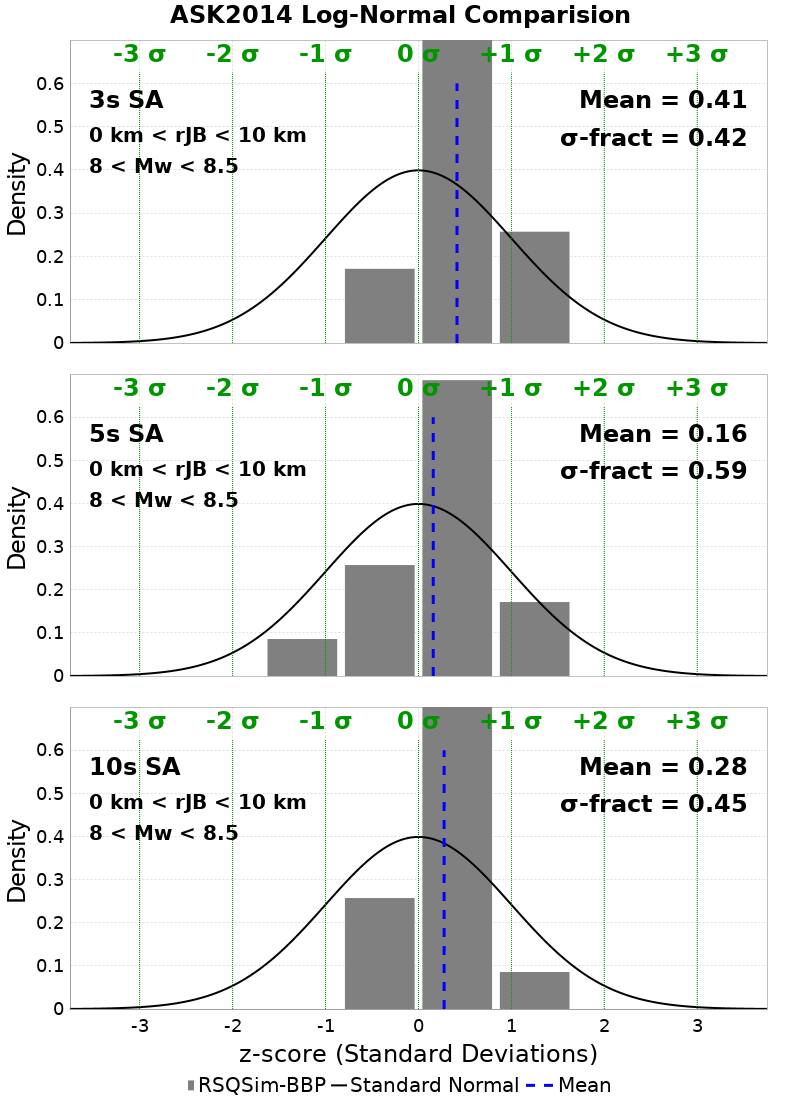 ASK2014 Log-Normal Comparision
-3 σ -2 σ -1 σ 0 σ +1 σ +2 σ +3 σ
3s SA
0 km < rJB < 10 km
8 < Mw < 8.5
Mean = 0.41
σ-fract = 0.42
Density
0.6
0.5
0.4
0.3
0.2
0.1
0
-3 σ -2 σ -1 σ 0 σ +1 σ +2 σ +3 σ
5s SA
0 km < rJB < 10 km
8 < Mw < 8.5
Mean = 0.16
σ-fract = 0.59
Density
0.6
0.5
0.4
0.3
0.2
0.1
0
-3 σ -2 σ -1 σ 0 σ +1 σ +2 σ +3 σ
10s SA
0 km < rJB < 10 km
8 < Mw < 8.5
Mean = 0.28
σ-fract = 0.45
Density
0.6
0.5
0.4
0.3
0.2
0.1
0
-3 -2 -1 0 1 2 3
z-score (Standard Deviations)
RSQSim-BBP Standard Normal Mean